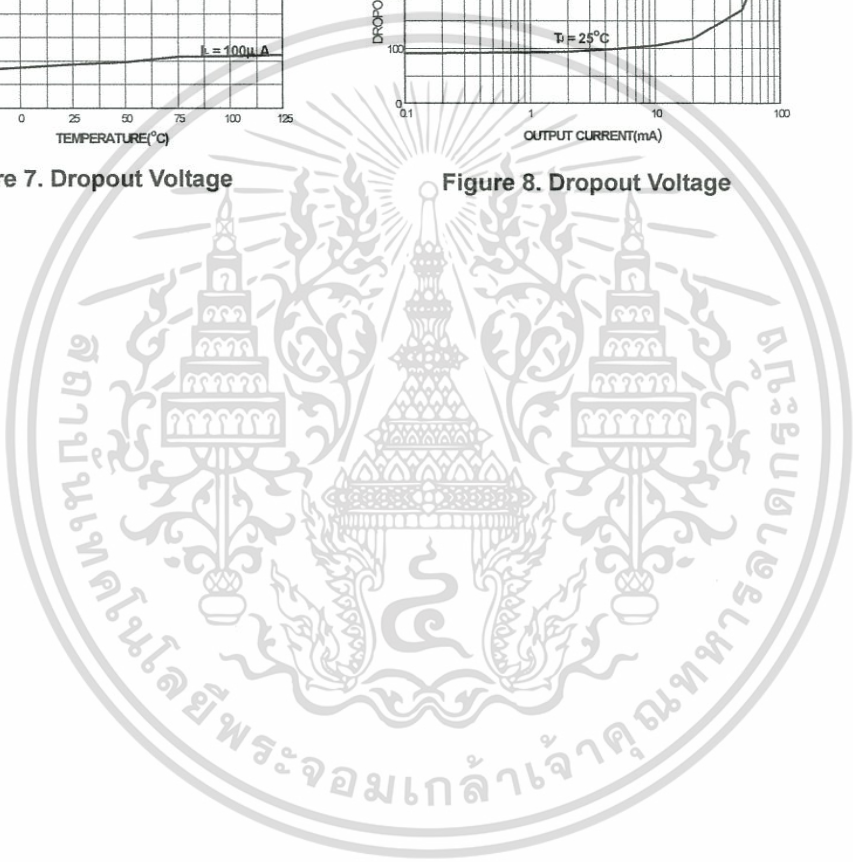 DROPO
I_L = 100µA
T_J = 25°C
100
0
0 25 50 75 100 125
0.1 1 10 100
TEMPERATURE(°C)
OUTPUT CURRENT(mA)
re 7. Dropout Voltage
Figure 8. Dropout Voltage
สถาบันเทคโนโลยีพระจอมเกล้าเจ้าคุณทหารลาดกระบัง